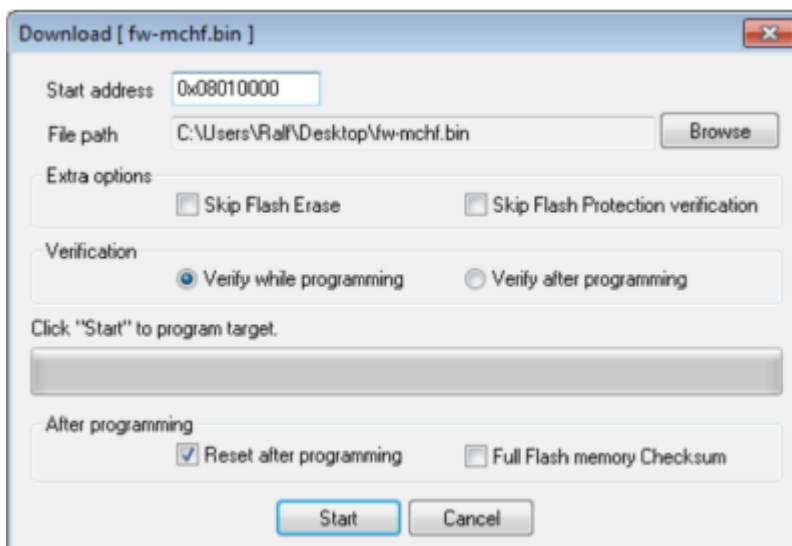 Download [ fw-mchf.bin ]
Start address 0x08010000
File path C:\Users\Ralf\Desktop\fw-mchf.bin Browse
Extra options
Skip Flash Erase Skip Flash Protection verification
Verification
Verify while programming Verify after programming
Click "Start" to program target.
After programming
Reset after programming Full Flash memory Checksum
Start Cancel